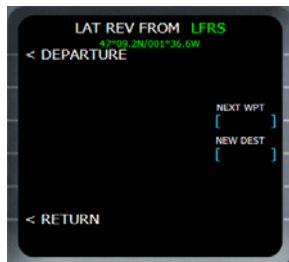 LAT REV FROM LFRS
47°09.2N/001°36.6W
< DEPARTURE
NEXT WPT
[ ]
NEW DEST
[ ]
< RETURN